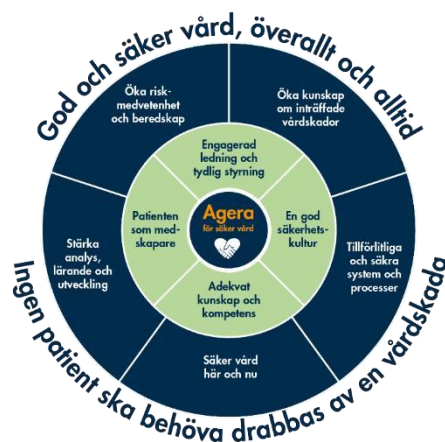 God och säker vård, överallt och alltid
Öka risk-
medvetenhet
och beredskap
Öka kunskap
om inträffade
vårdskador
Engagerad
ledning och
tydlig styrning
Patienten
som med-
skapare
Agera
för säker vård
En god
säkerhets-
kultur
Stärka
analys,
lärande och
utveckling
Tillförlitliga
och säkra
system och
processer
Adekvat
kunskap och
kompetens
Säker vård
här och nu
Ingen patient ska behöva drabbas av en vårdskada